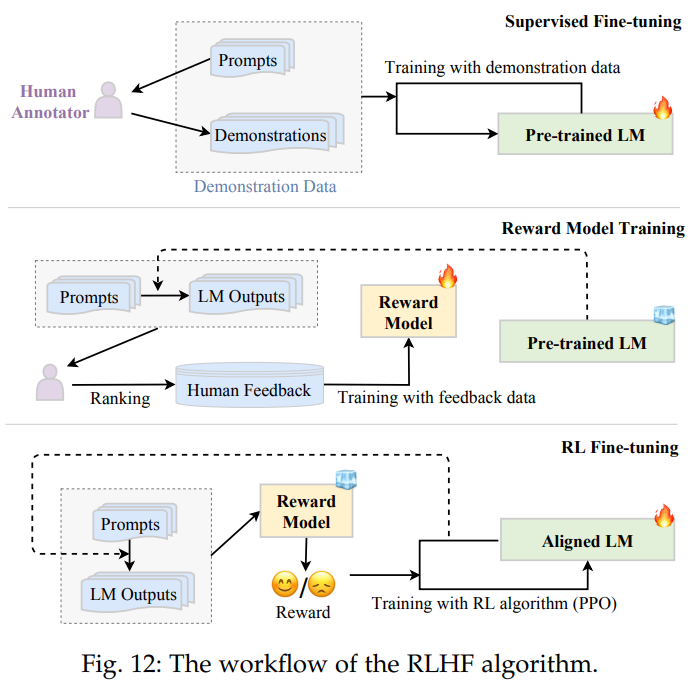 Supervised Fine-tuning
Prompts
Training with demonstration data
Human
Annotator
Demonstrations
Pre-trained LM
Demonstration Data
Reward Model Training
Prompts
LM Outputs
Reward
Model
Pre-trained LM
Human Feedback
Ranking
Training with feedback data
RL Fine-tuning
Prompts
Reward
Model
Aligned LM
LM Outputs
/
Reward
Training with RL algorithm (PPO)
Fig. 12: The workflow of the RLHF algorithm.